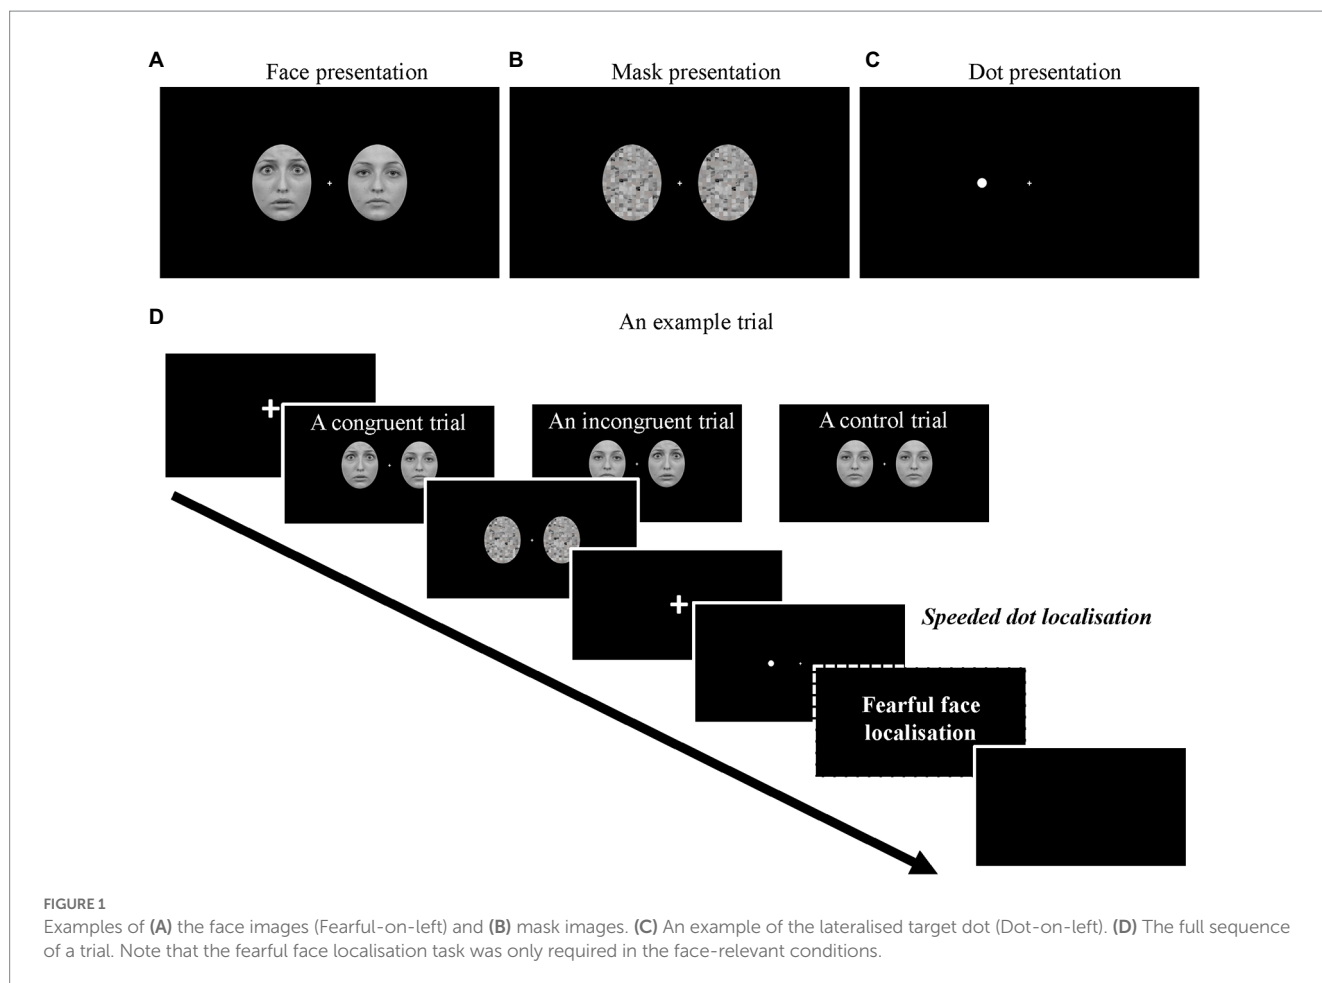 A
Face presentation
B
Mask presentation
C
Dot presentation
D
An example trial
A congruent trial
An incongruent trial
A control trial
Speeded dot localisation
Fearful face
localisation
FIGURE 1
Examples of (A) the face images (Fearful-on-left) and (B) mask images. (C) An example of the lateralised target dot (Dot-on-left). (D) The full sequence
of a trial. Note that the fearful face localisation task was only required in the face-relevant conditions.